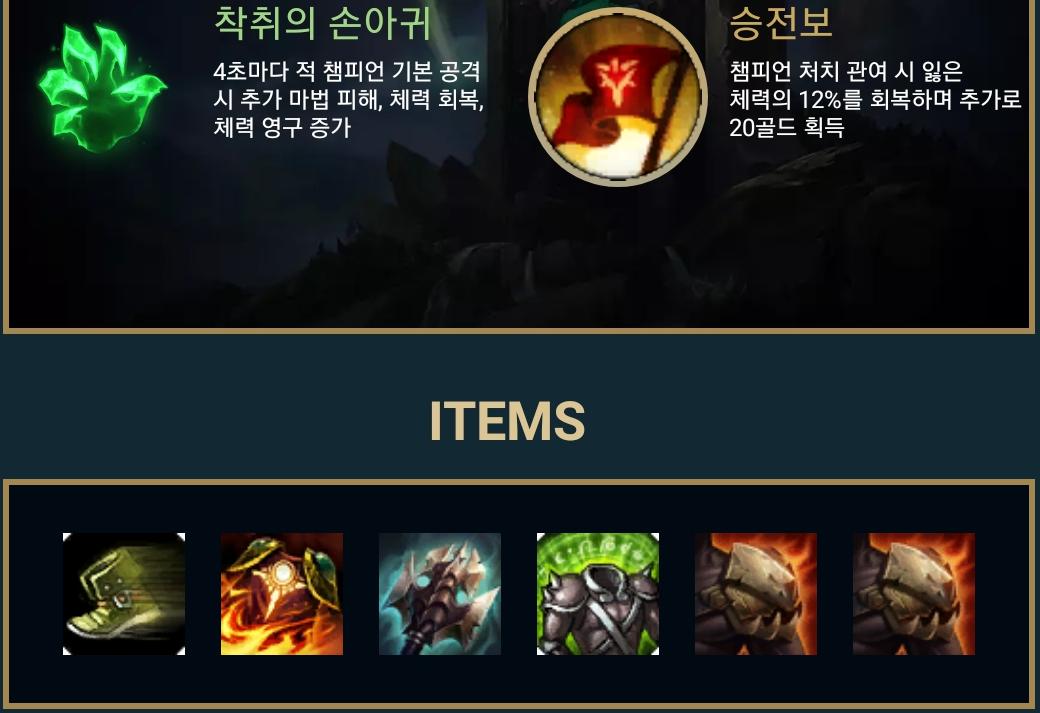 착취의 손아귀
4초마다 적 챔피언 기본 공격
시 추가 마법 피해, 체력 회복,
체력 영구 증가
승전보
챔피언 처치 관여 시 잃은
체력의 12%를 회복하며 추가로
20골드 획득
ITEMS